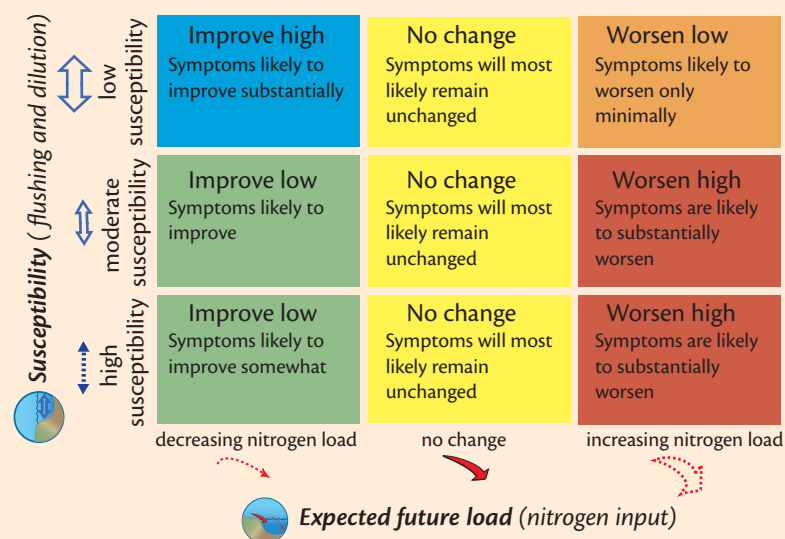 Susceptibility ( flushing and dilution)
low
susceptibility
Improve high
Symptoms likely to
improve substantially
No change
Symptoms will most
likely remain
unchanged
Worsen low
Symptoms likely to
worsen only
minimally
moderate
susceptibility
Improve low
Symptoms likely to
improve
No change
Symptoms will most
likely remain
unchanged
Worsen high
Symptoms are likely
to substantially
worsen
high
susceptibility
Improve low
Symptoms likely to
improve somewhat
No change
Symptoms will most
likely remain
unchanged
Worsen high
Symptoms are likely
to substantially
worsen
decreasing nitrogen load
no change
increasing nitrogen load
Expected future load (nitrogen input)